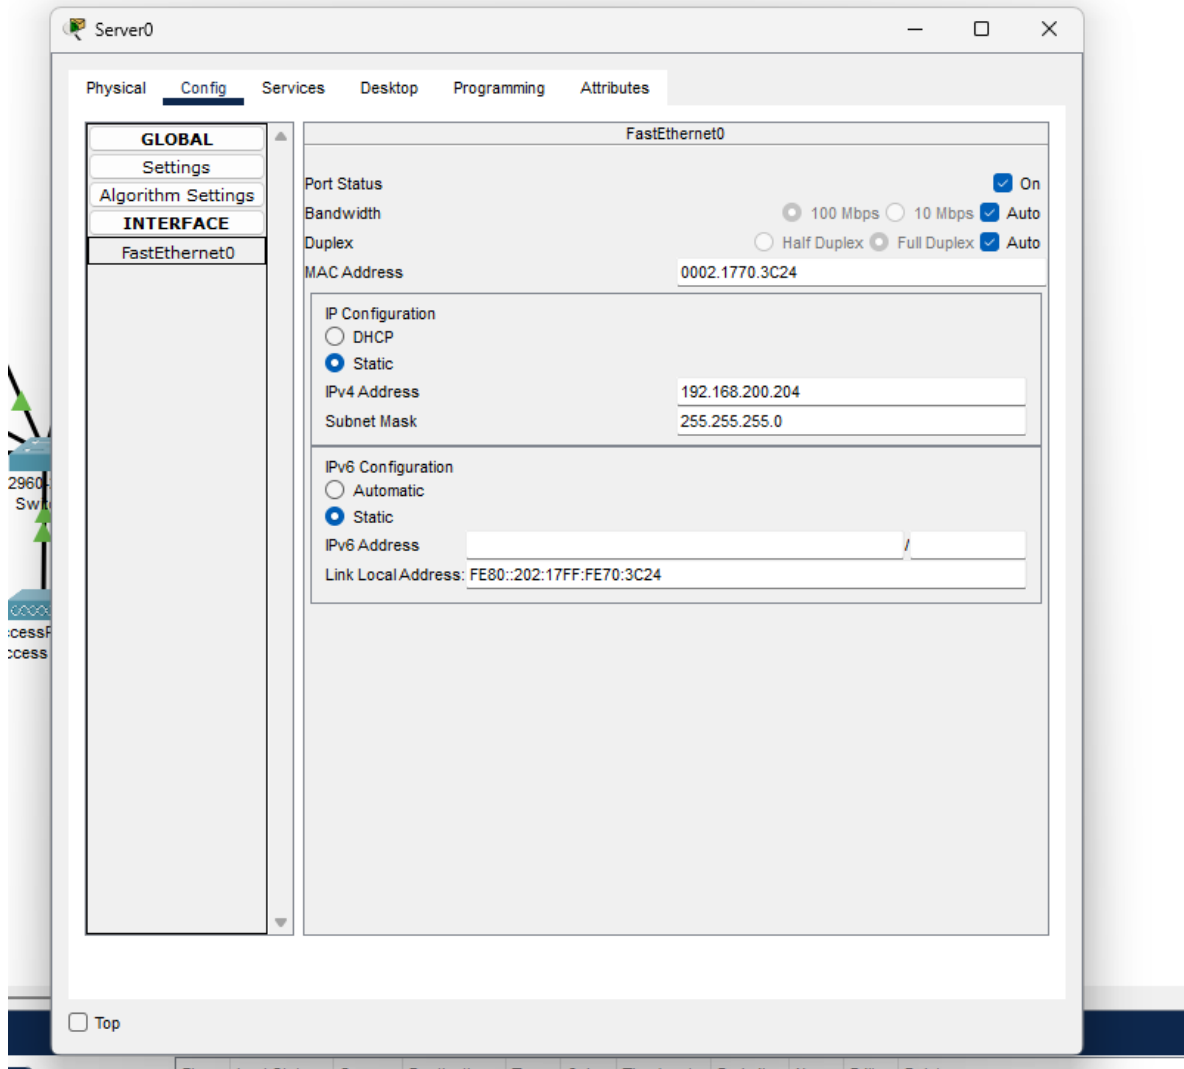 Server0
Physical Config Services Desktop Programming Attributes
GLOBAL
Settings
Algorithm Settings
INTERFACE
FastEthernet0
FastEthernet0
Port Status On
Bandwidth 100 Mbps 10 Mbps Auto
Duplex Half Duplex Full Duplex Auto
MAC Address 0002.1770.3C24
IP Configuration
DHCP
Static
IPv4 Address 192.168.200.204
Subnet Mask 255.255.255.0
IPv6 Configuration
Automatic
Static
IPv6 Address /
Link Local Address: FE80::202:17FF:FE70:3C24
2960
Top